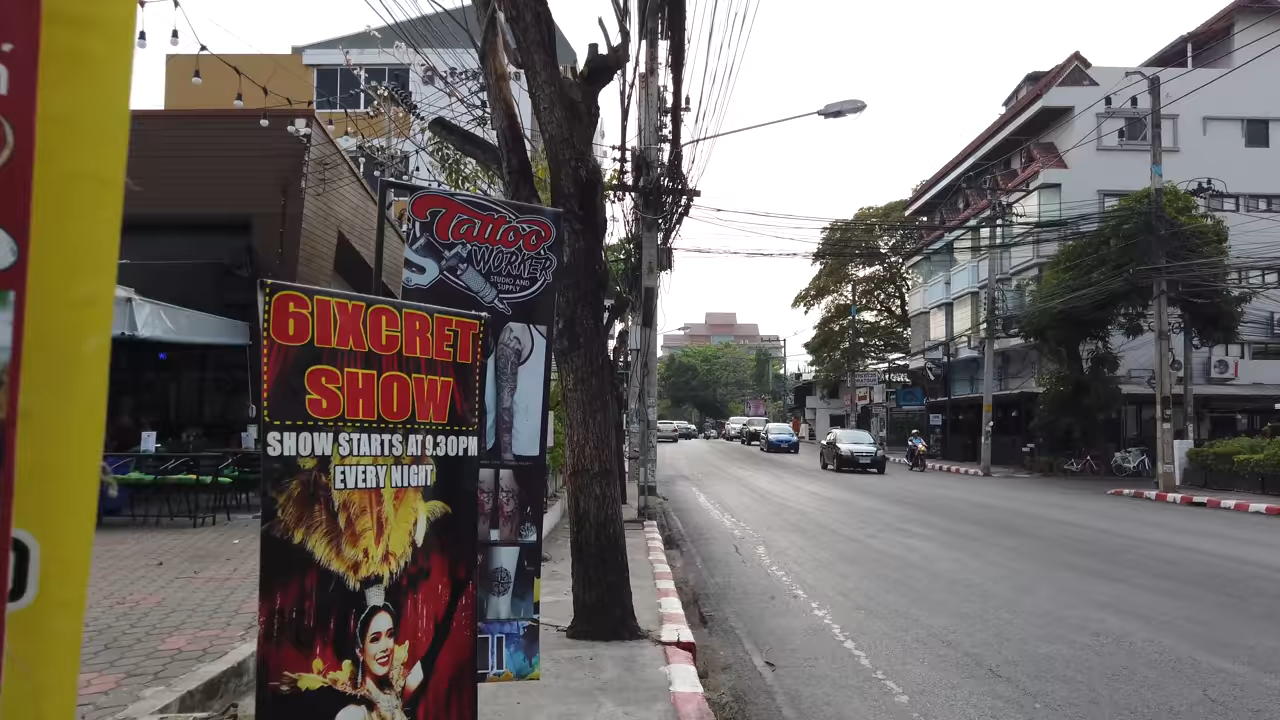 Tattoo
WORKER
STUDIO AND
SUPPLY
6IXCRET
SHOW
SHOW STARTS AT 9.30PM
EVERY NIGHT